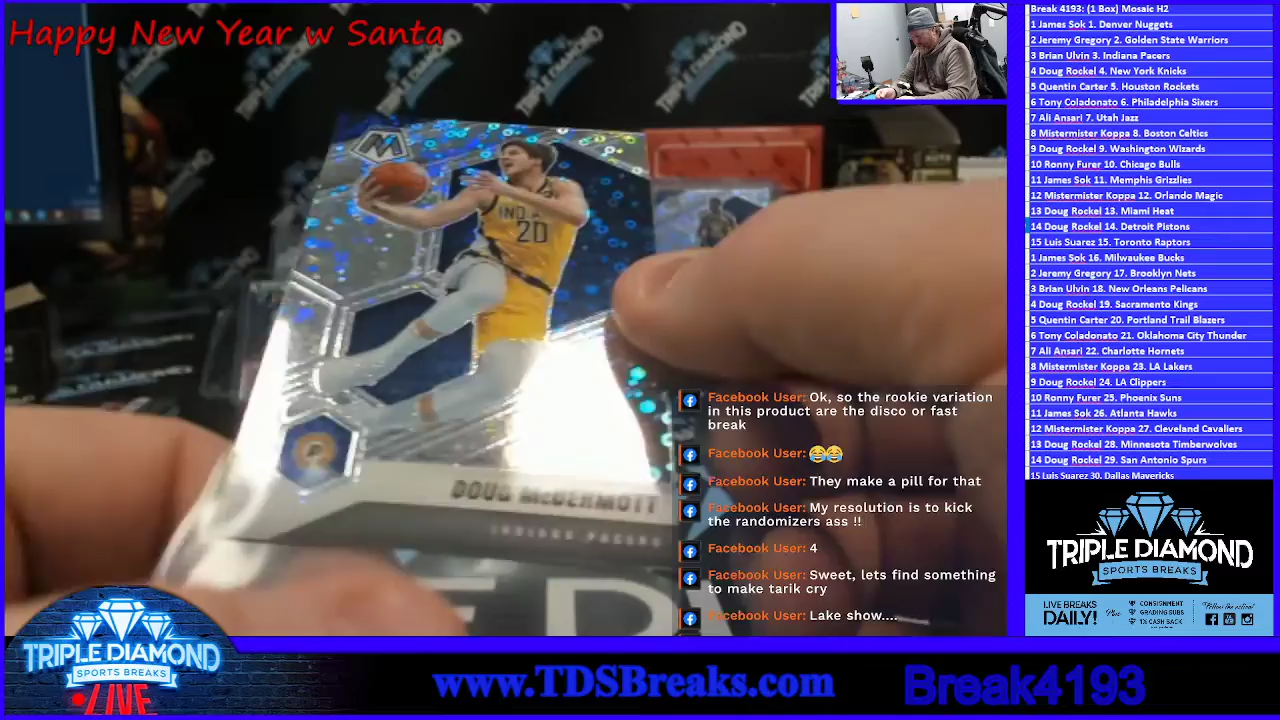 Happy New Year w Santa
Break 4193: (1 Box) Mosaic H2
1 James Sok 1. Denver Nuggets
2 Jeremy Gregory 2. Golden State Warriors
3 Brian Ulvin 3. Indiana Pacers
4 Doug Rockel 4. New York Knicks
5 Quentin Carter 5. Houston Rockets
6 Tony Coladonato 6. Philadelphia Sixers
7 Ali Ansari 7. Utah Jazz
8 Mistermister Koppa 8. Boston Celtics
9 Doug Rockel 9. Washington Wizards
10 Ronny Furer 10. Chicago Bulls
11 James Sok 11. Memphis Grizzlies
12 Mistermister Koppa 12. Orlando Magic
13 Doug Rockel 13. Miami Heat
14 Doug Rockel 14. Detroit Pistons
15 Luis Suarez 15. Toronto Raptors
1 James Sok 16. Milwaukee Bucks
2 Jeremy Gregory 17. Brooklyn Nets
3 Brian Ulvin 18. New Orleans Pelicans
4 Doug Rockel 19. Sacramento Kings
5 Quentin Carter 20. Portland Trail Blazers
6 Tony Coladonato 21. Oklahoma City Thunder
7 Ali Ansari 22. Charlotte Hornets
8 Mistermister Koppa 23. LA Lakers
9 Doug Rockel 24. LA Clippers
10 Ronny Furer 25. Phoenix Suns
11 James Sok 26. Atlanta Hawks
12 Mistermister Koppa 27. Cleveland Cavaliers
13 Doug Rockel 28. Minnesota Timberwolves
14 Doug Rockel 29. San Antonio Spurs
15 Luis Suarez 30. Dallas Mavericks
M
20
DOUG McDERMOTT
INDIANA PACERS
Facebook User: Ok, so the rookie variation
in this product are the disco or fast
break
Facebook User: 😂😂
Facebook User: They make a pill for that
Facebook User: My resolution is to kick
the randomizers ass !!
Facebook User: 4
Facebook User: Sweet, lets find something
to make tarik cry
Facebook User: Lake show....
TRIPLE DIAMOND
SPORTS BREAKS
LIVE BREAKS
DAILY!
Plus
CONSIGNMENT
GRADING SUBS
1% CASH BACK
Follow the action!
TRIPLE DIAMOND
SPORTS BREAKS
LIVE
www.TDSBreaks.com
Break4193